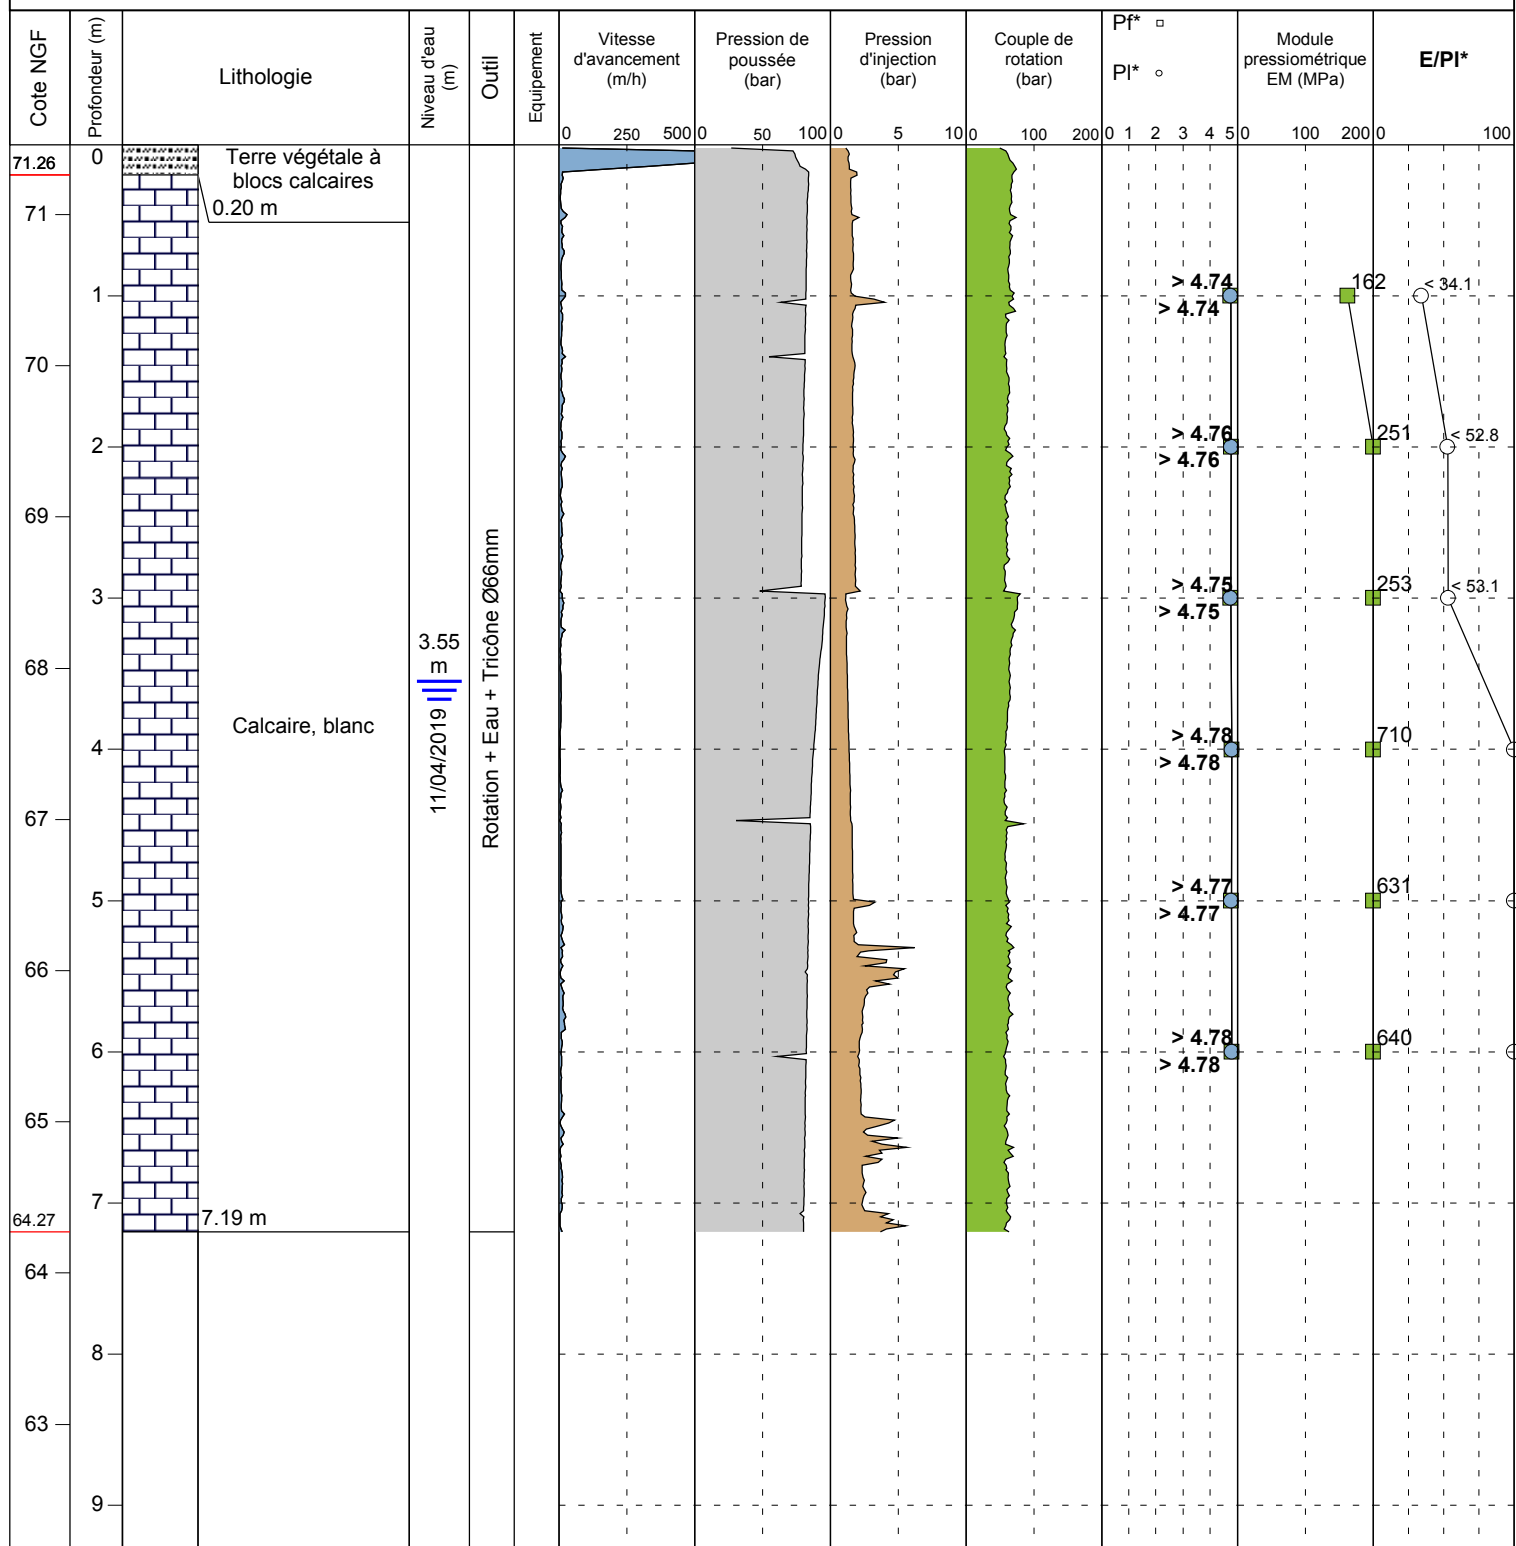 Cote NGF
Profondeur (m)
Lithologie
Niveau d'eau
(m)
Outil
Equipement
Vitesse
d'avancement
(m/h)
Pression de
poussée
(bar)
Pression
d'injection
(bar)
Couple de
rotation
(bar)
Pf*
Pl*
Module
pressiométrique
EM (MPa)
E/Pl*
0 250 500
0 50 100
0 5 10
0 100 200
0 1 2 3 4 5
0 100 200
0 100
71.26
0
Terre végétale à
blocs calcaires
0.20 m
71
1
> 4.74
> 4.74
162
< 34.1
70
2
> 4.76
> 4.76
251
< 52.8
69
3
> 4.75
> 4.75
253
< 53.1
68
3.55
m
11/04/2019
Rotation + Eau + Tricône Ø66mm
Calcaire, blanc
4
> 4.78
> 4.78
710
67
5
> 4.77
> 4.77
631
66
6
> 4.78
> 4.78
640
65
7
64.27
7.19 m
64
8
63
9